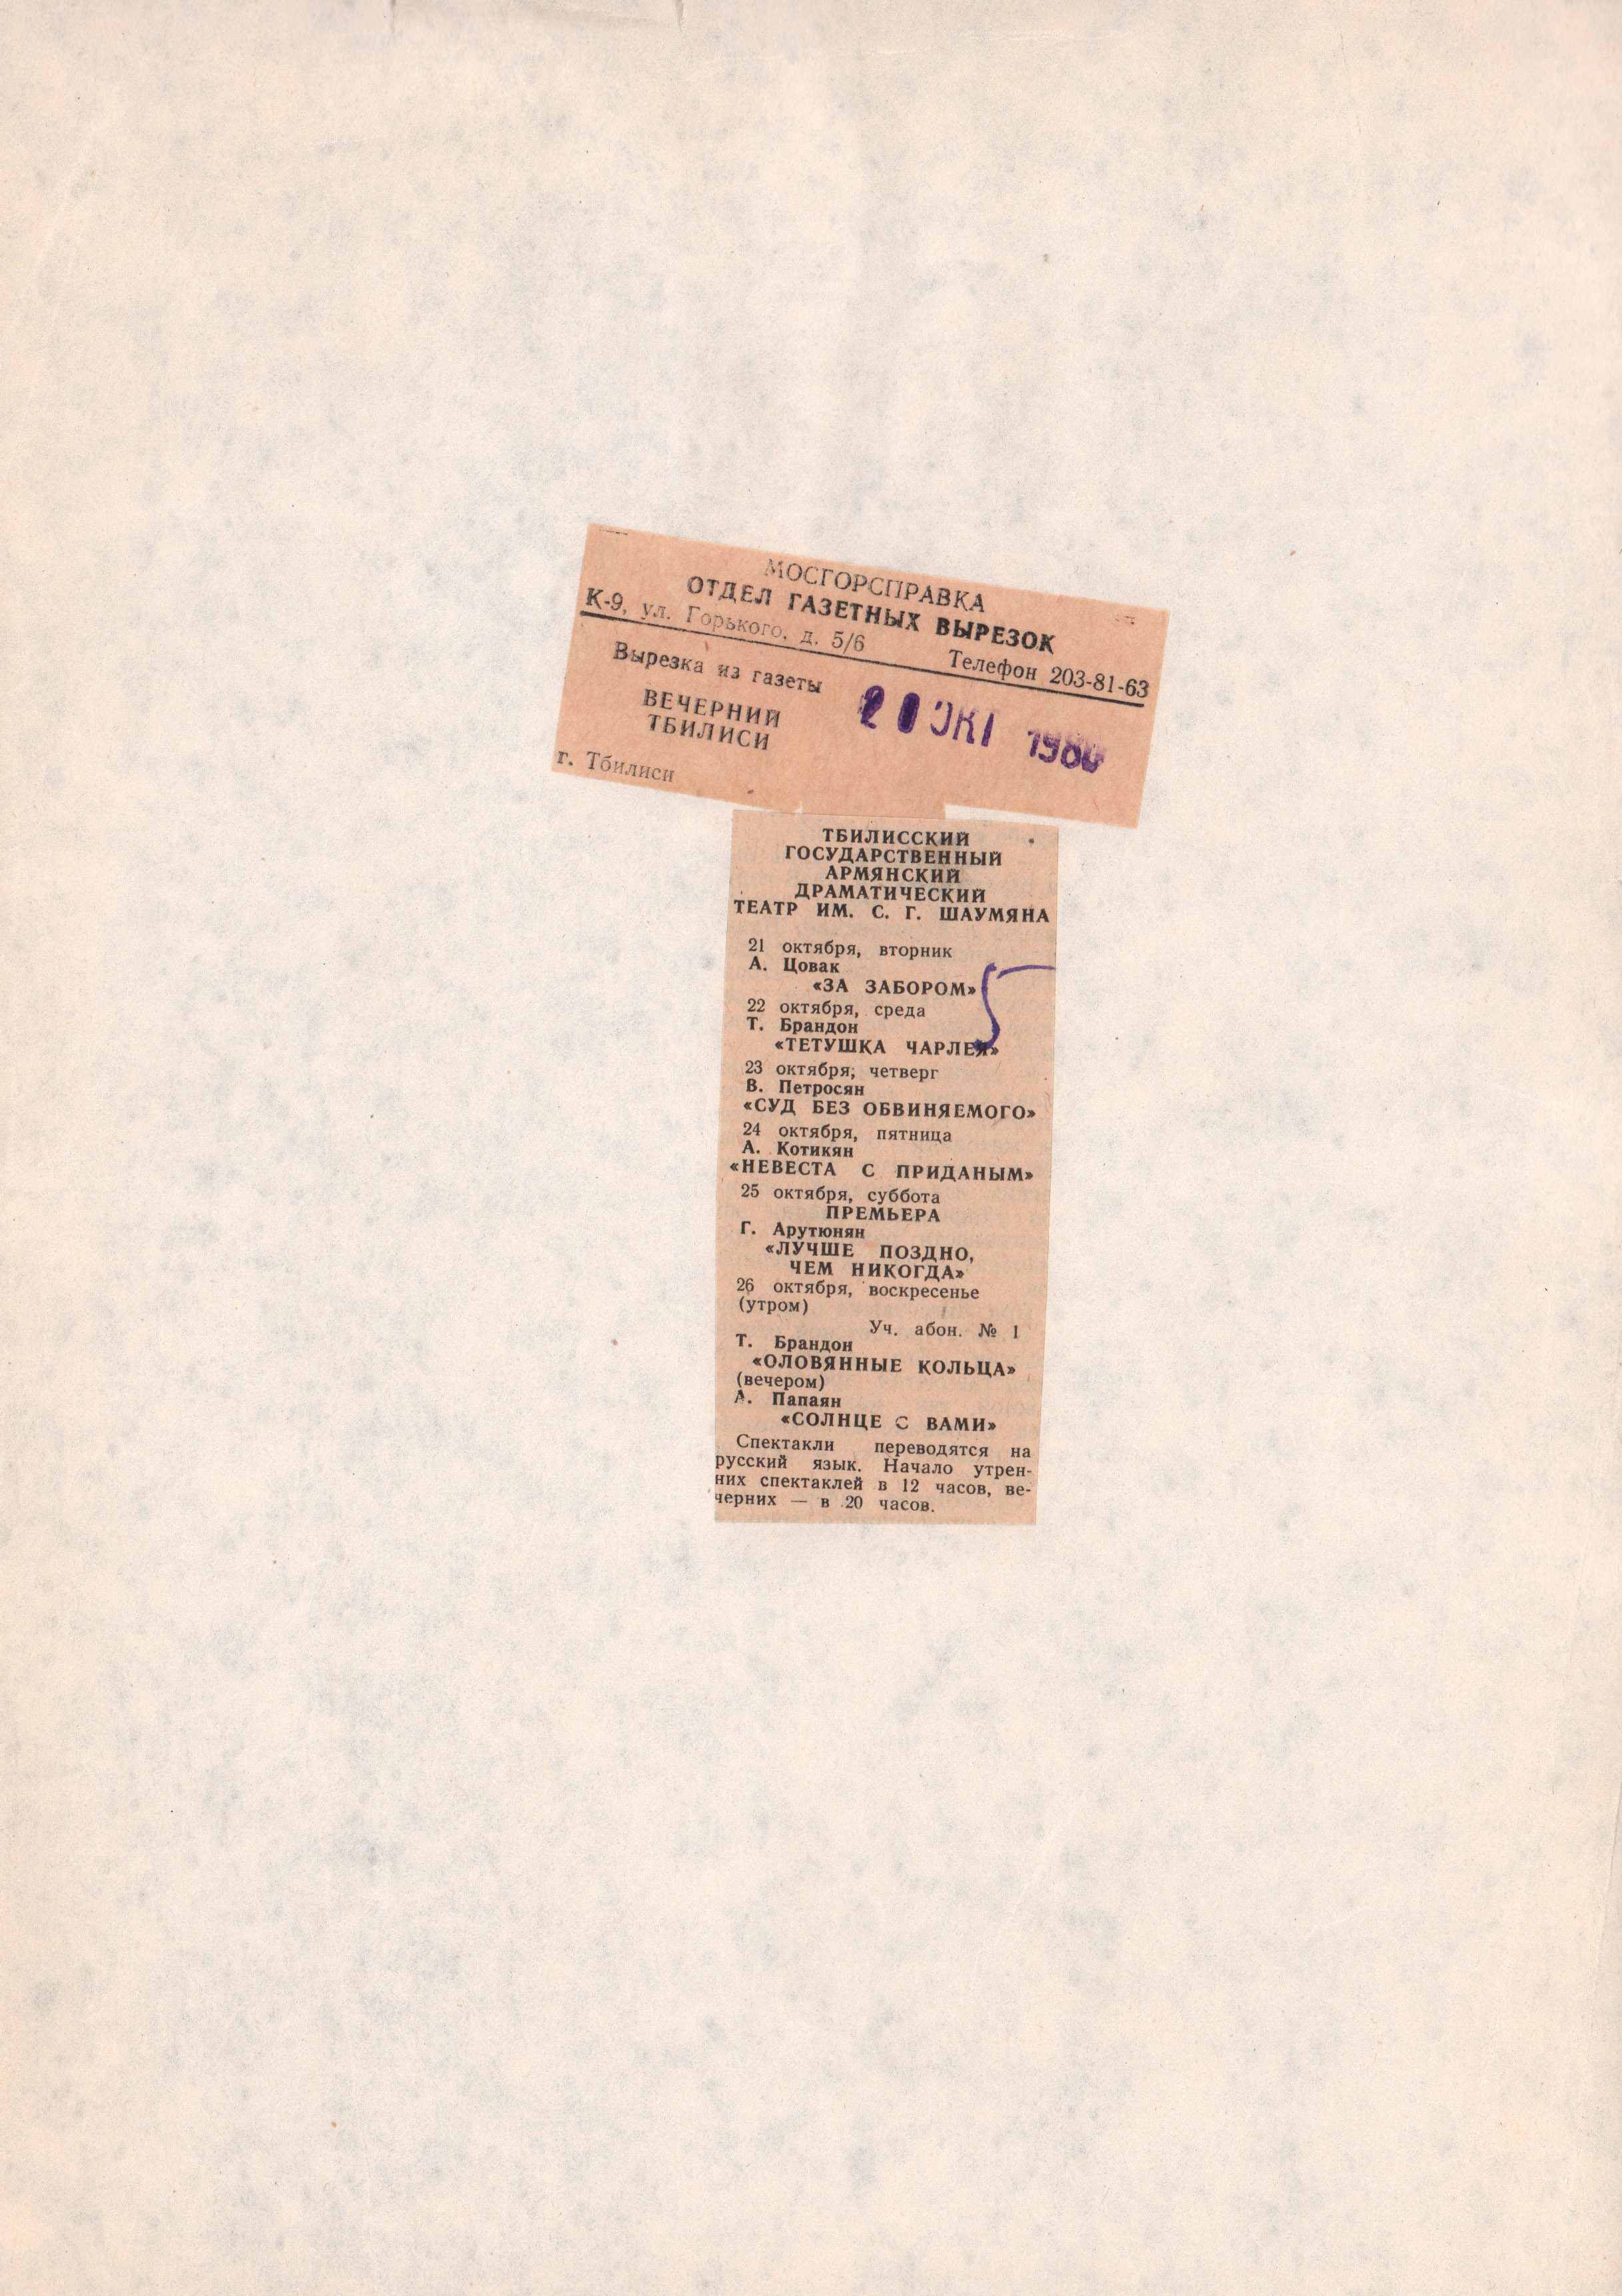 МОСГОРСПРАВКА
ОТДЕЛ ГАЗЕТНЫХ ВЫРЕЗОК
К-9, ул. Горького, д. 5/6 Телефон 203-81-63
Вырезка из газеты
ВЕЧЕРНИЙ
ТБИЛИСИ
г. Тбилиси
ОКТ 1980
ТБИЛИССКИЙ
ГОСУДАРСТВЕННЫЙ
АРМЯНСКИЙ
ДРАМАТИЧЕСКИЙ
ТЕАТР ИМ. С. Г. ШАУМЯНА
21 октября, вторник
А. Цовак
«ЗА ЗАБОРОМ»
22 октября, среда
Т. Брандон
«ТЕТУШКА ЧАРЛЕЯ»
23 октября, четверг
В. Петросян
«СУД БЕЗ ОБВИНЯЕМОГО»
24 октября, пятница
А. Котикян
«НЕВЕСТА С ПРИДАНЫМ»
25 октября, суббота
ПРЕМЬЕРА
Г. Арутюнян
«ЛУЧШЕ ПОЗДНО,
ЧЕМ НИКОГДА»
26 октября, воскресенье
(утром)
Уч. абон. № 1
Т. Брандон
«ОЛОВЯННЫЕ КОЛЬЦА»
(вечером)
А. Папаян
«СОЛНЦЕ С ВАМИ»
Спектакли переводятся на
русский язык. Начало утрен-
них спектаклей в 12 часов, ве-
черних — в 20 часов.